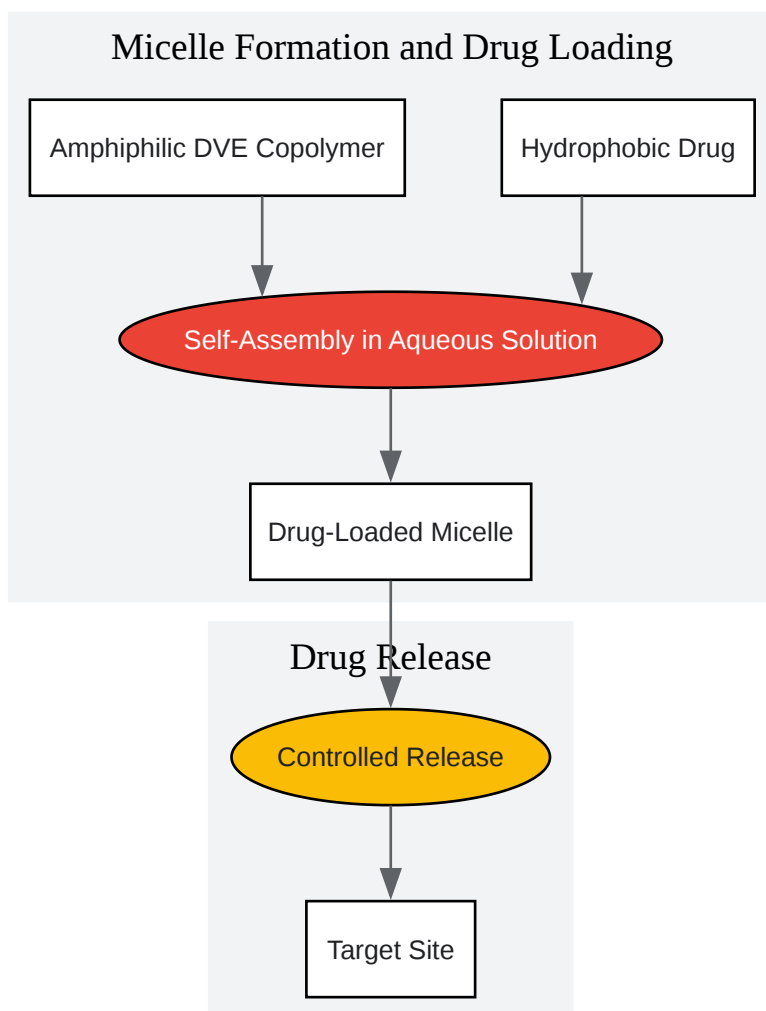 Micelle Formation and Drug Loading
Amphiphilic DVE Copolymer
Hydrophobic Drug
Self-Assembly in Aqueous Solution
Drug-Loaded Micelle
Drug Release
Controlled Release
Target Site